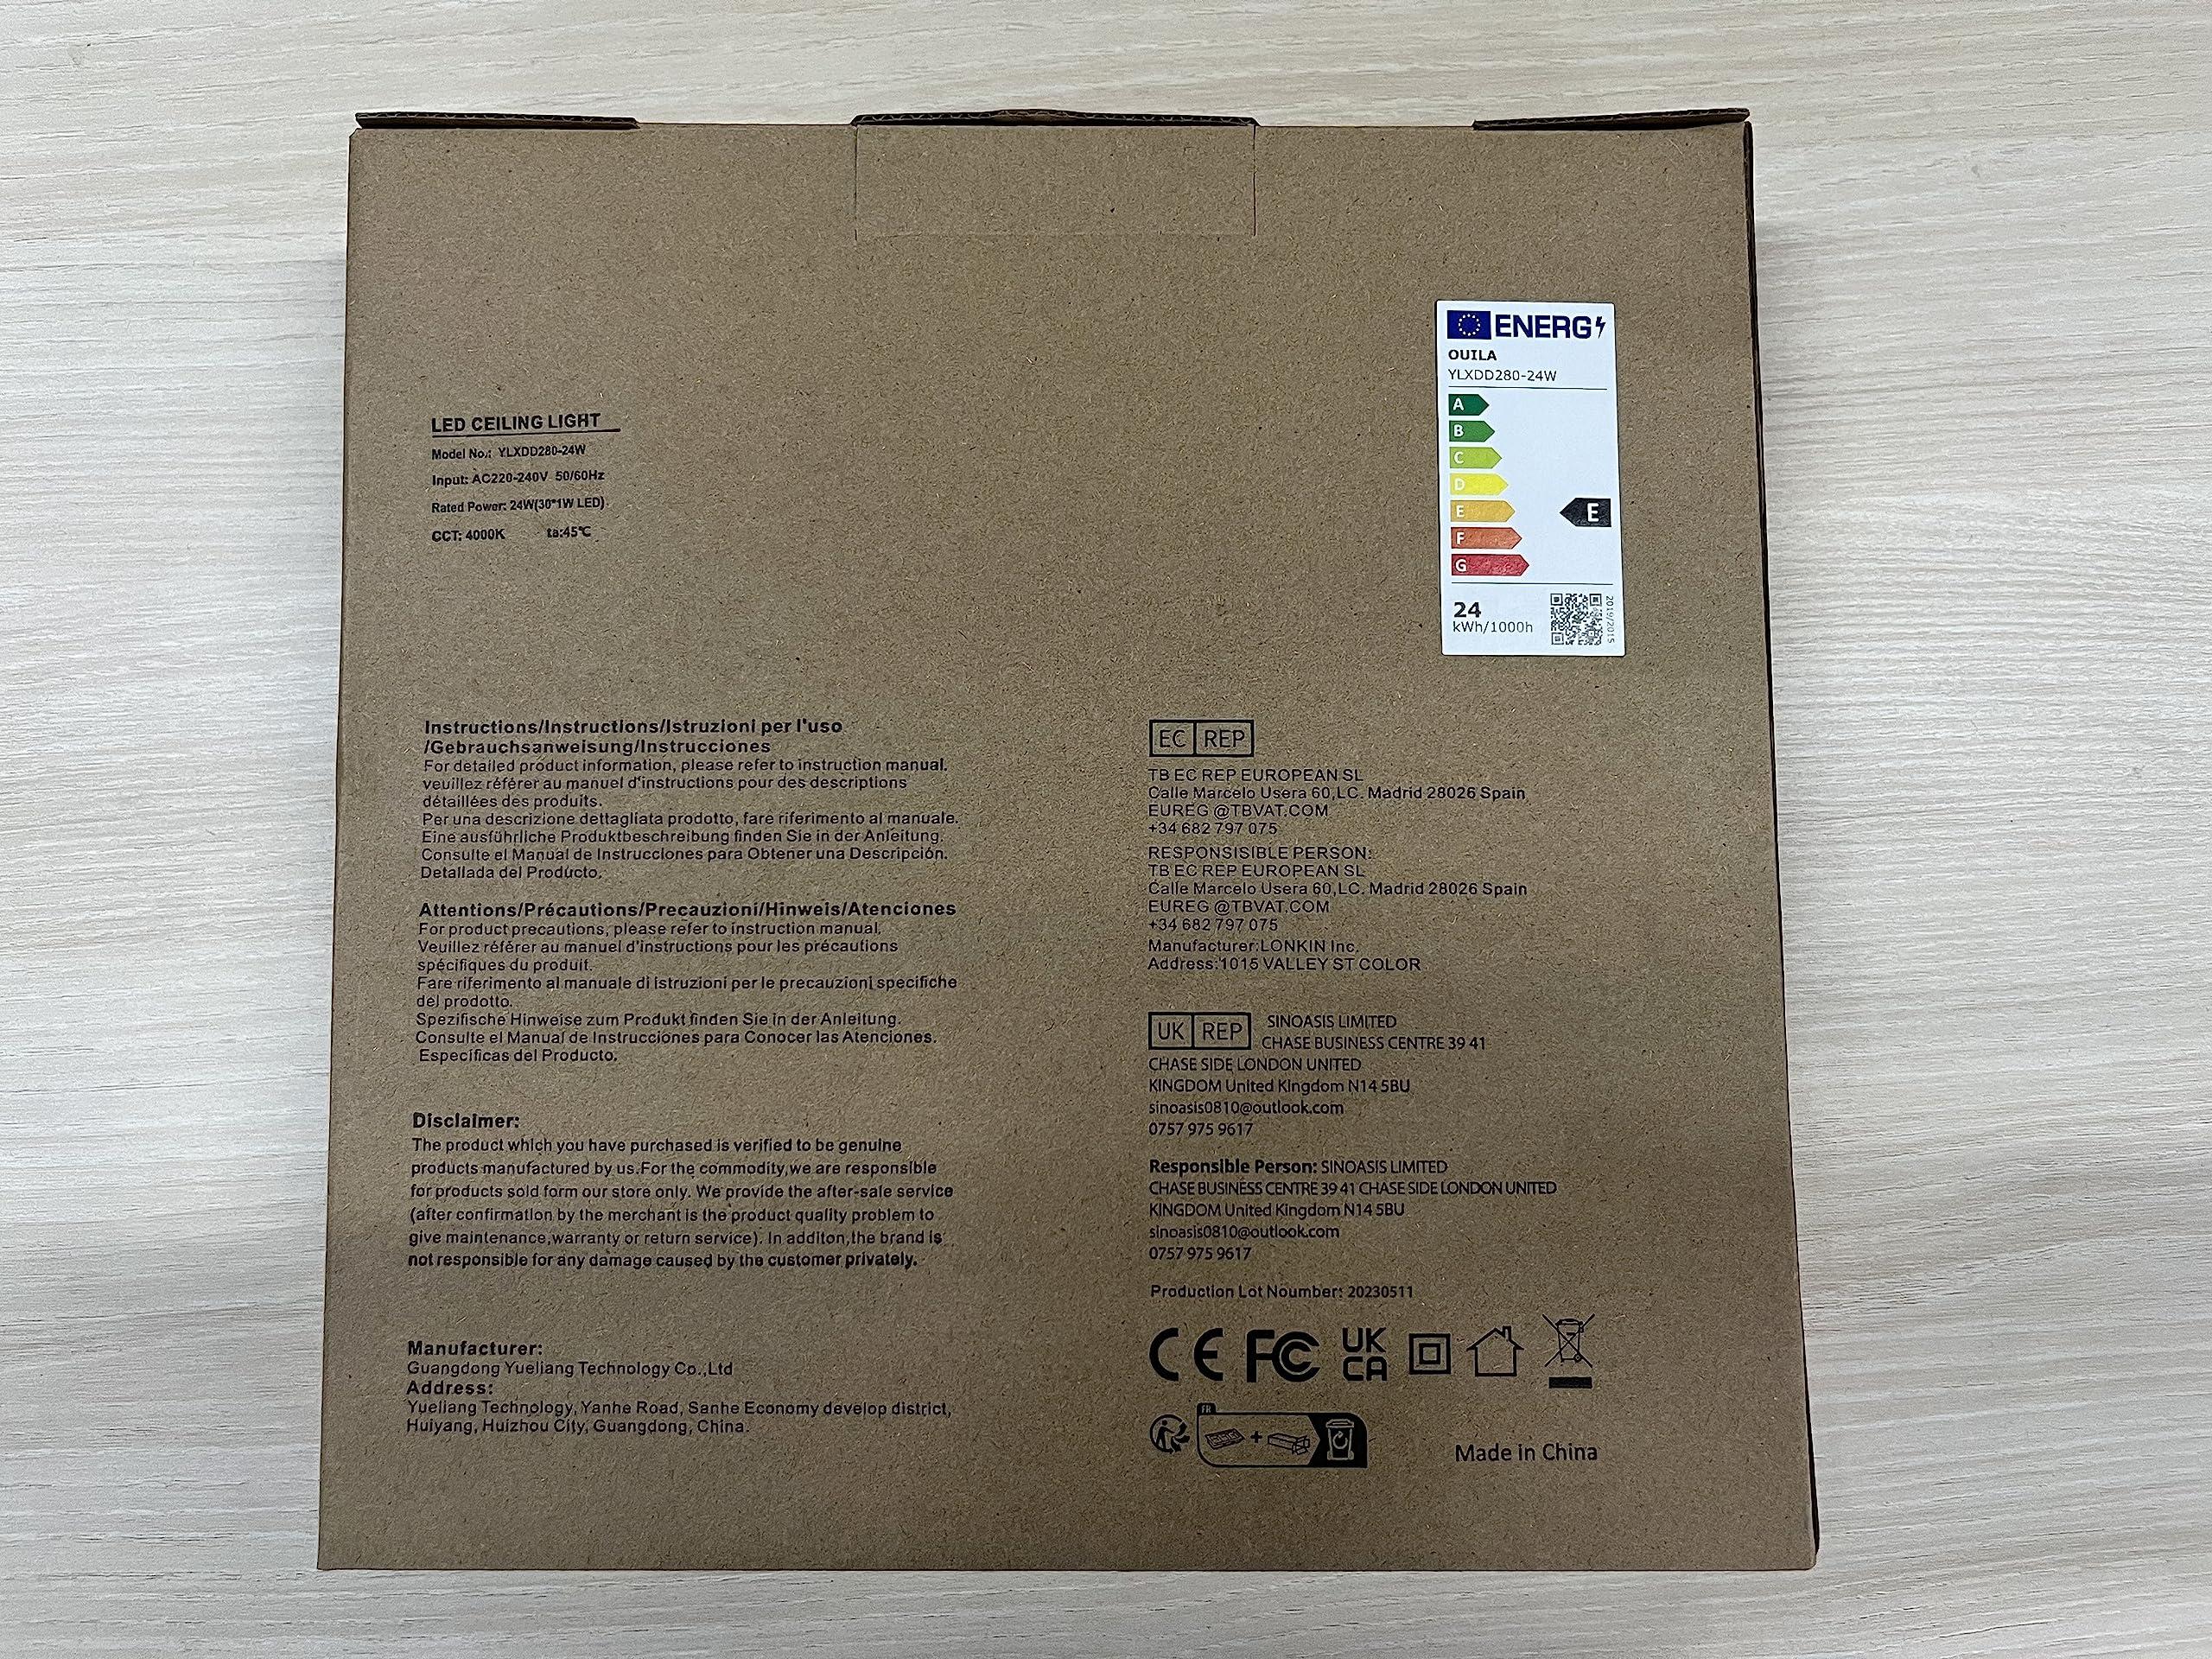 LED CEILING LIGHT
Model No.: YLXDD280-24W
Input: AC220-240V 50/60Hz
Rated Power: 24W(30*1W LED)
CCT: 4000K ta:45℃
ENERG
OUILA
YLXDD280-24W
A
B
C
D
E
E
F
G
24
kWh/1000h
2019/2015
Instructions/Instructions/Istruzioni per l'uso
/Gebrauchsanweisung/Instrucciones
For detailed product information, please refer to instruction manual.
veuillez référer au manuel d'instructions pour des descriptions
détaillées des produits.
Per una descrizione dettagliata prodotto, fare riferimento al manuale.
Eine ausführliche Produktbeschreibung finden Sie in der Anleitung.
Consulte el Manual de Instrucciones para Obtener una Descripción.
Detallada del Producto.
Attentions/Précautions/Precauzioni/Hinweis/Atenciones
For product precautions, please refer to instruction manual.
Veuillez référer au manuel d'instructions pour les précautions
spécifiques du produit.
Fare riferimento al manuale di istruzioni per le precauzioni specifiche
del prodotto.
Spezifische Hinweise zum Produkt finden Sie in der Anleitung.
Consulte el Manual de Instrucciones para Conocer las Atenciones.
Específicas del Producto.
Disclaimer:
The product which you have purchased is verified to be genuine
products manufactured by us.For the commodity,we are responsible
for products sold form our store only. We provide the after-sale service
(after confirmation by the merchant is the product quality problem to
give maintenance,warranty or return service). In additon,the brand is
not responsible for any damage caused by the customer privately.
Manufacturer:
Guangdong Yueliang Technology Co.,Ltd
Address:
Yueliang Technology, Yanhe Road, Sanhe Economy develop district,
Huiyang, Huizhou City, Guangdong, China.
EC REP
TB EC REP EUROPEAN SL
Calle Marcelo Usera 60,LC. Madrid 28026 Spain
EUREG @TBVAT.COM
+34 682 797 075
RESPONSISIBLE PERSON:
TB EC REP EUROPEAN SL
Calle Marcelo Usera 60,LC. Madrid 28026 Spain
EUREG @TBVAT.COM
+34 682 797 075
Manufacturer:LONKIN Inc.
Address:1015 VALLEY ST COLOR
UK REP SINOASIS LIMITED
CHASE BUSINESS CENTRE 39 41
CHASE SIDE LONDON UNITED
KINGDOM United Kingdom N14 5BU
sinoasis0810@outlook.com
0757 975 9617
Responsible Person: SINOASIS LIMITED
CHASE BUSINESS CENTRE 39 41 CHASE SIDE LONDON UNITED
KINGDOM United Kingdom N14 5BU
sinoasis0810@outlook.com
0757 975 9617
Production Lot Noumber: 20230511
CE FC UK
CA
FR
Made in China